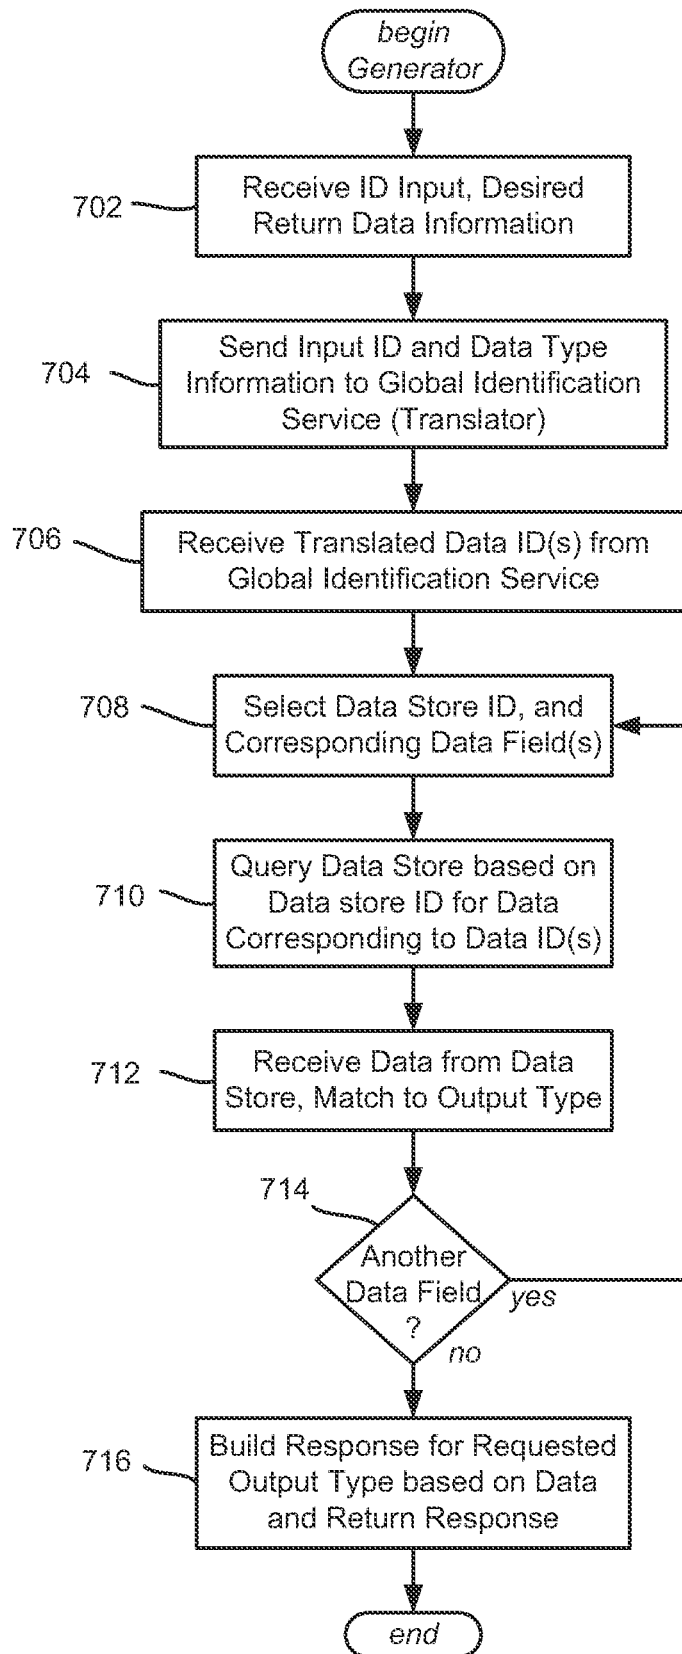 begin
Generator
702
Receive ID Input, Desired
Return Data Information
704
Send Input ID and Data Type
Information to Global Identification
Service (Translator)
706
Receive Translated Data ID(s) from
Global Identification Service
708
Select Data Store ID, and
Corresponding Data Field(s)
710
Query Data Store based on
Data store ID for Data
Corresponding to Data ID(s)
712
Receive Data from Data
Store, Match to Output Type
714
Another
Data Field
?
yes
no
716
Build Response for Requested
Output Type based on Data
and Return Response
end